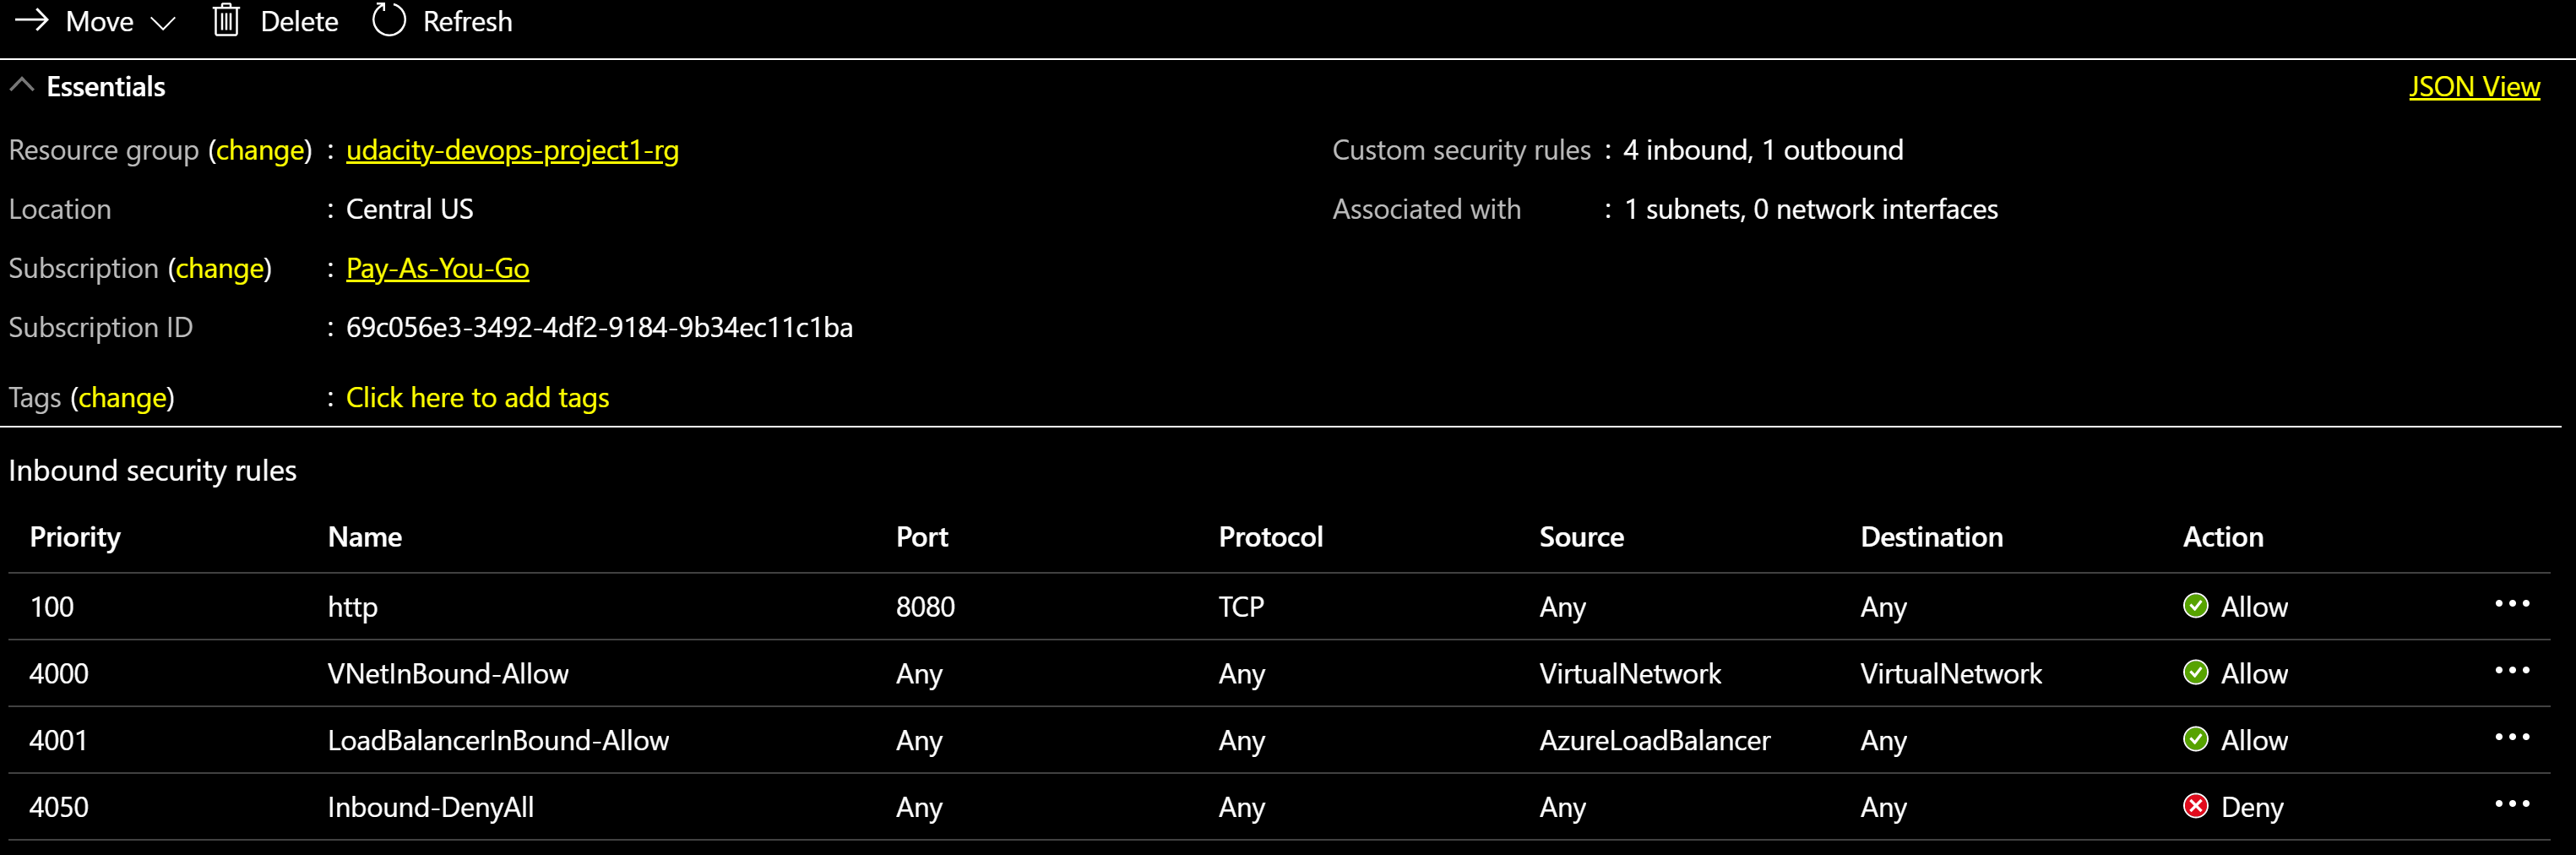 Move Delete Refresh
Essentials JSON View
Resource group (change) : udacity-devops-project1-rg Custom security rules : 4 inbound, 1 outbound
Location : Central US Associated with : 1 subnets, 0 network interfaces
Subscription (change) : Pay-As-You-Go
Subscription ID : 69c056e3-3492-4df2-9184-9b34ec11c1ba
Tags (change) : Click here to add tags
Inbound security rules
Priority Name Port Protocol Source Destination Action
100 http 8080 TCP Any Any Allow
4000 VNetInBound-Allow Any Any VirtualNetwork VirtualNetwork Allow
4001 LoadBalancerInBound-Allow Any Any AzureLoadBalancer Any Allow
4050 Inbound-DenyAll Any Any Any Any Deny